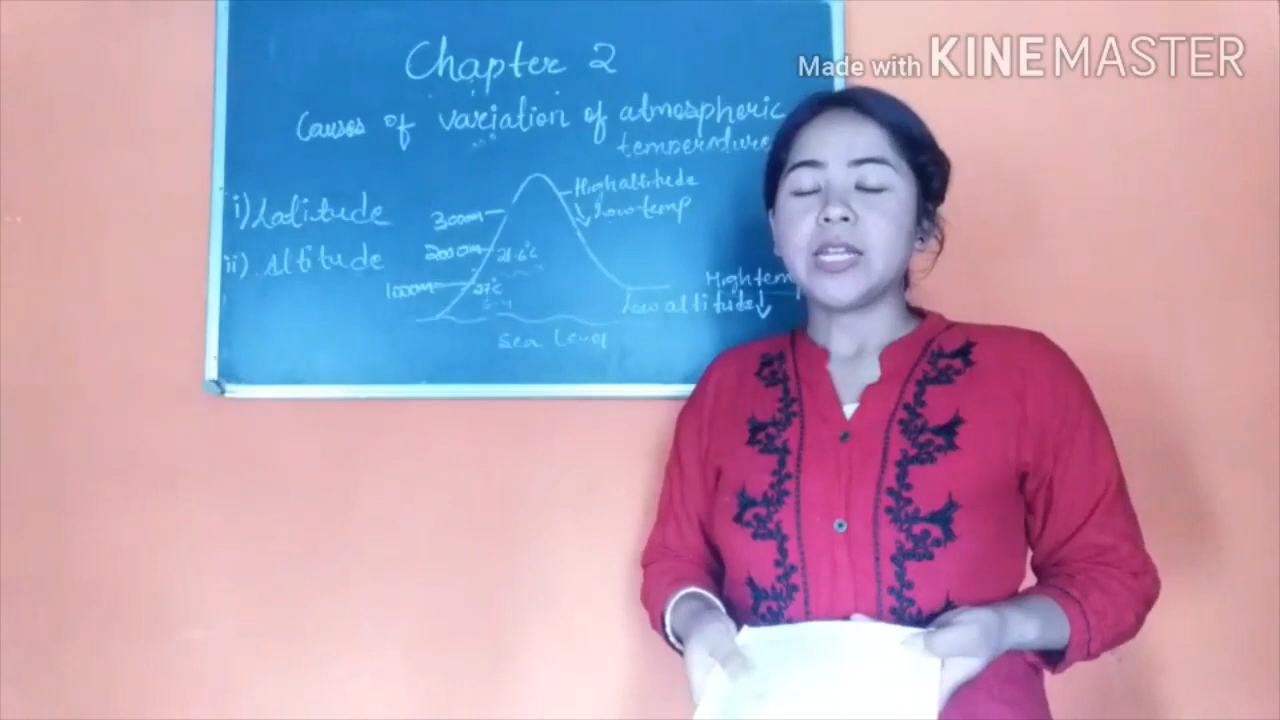 Made with KINEMASTER
Chapter 2
Causes of variation of atmospheric
temperature
i) Latitude
ii) Altitude
High altitude
Low temp
3000m
2000m
1000m
27°C
High temp
Low altitude
Sea Level